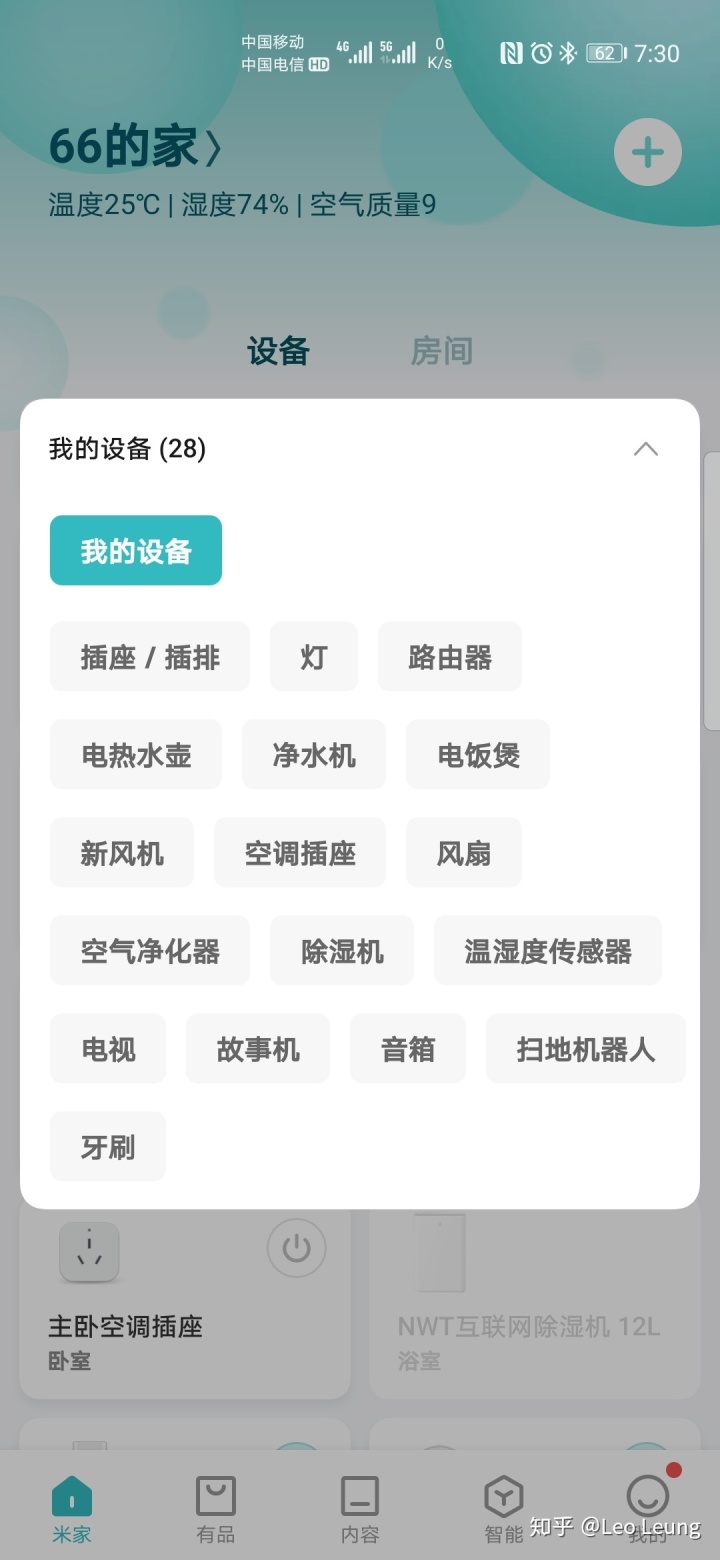 中国移动
中国电信 HD
4G
5G
0
K/s
62
7:30
66的家〉
温度25℃ | 湿度74% | 空气质量9
设备 房间
我的设备 (28)
我的设备
插座 / 插排 灯 路由器
电热水壶 净水机 电饭煲
新风机 空调插座 风扇
空气净化器 除湿机 温湿度传感器
电视 故事机 音箱 扫地机器人
牙刷
主卧空调插座
卧室
NWT互联网除湿机 12L
浴室
米家 有品 内容 智能 我的
知乎 @Leo Leung